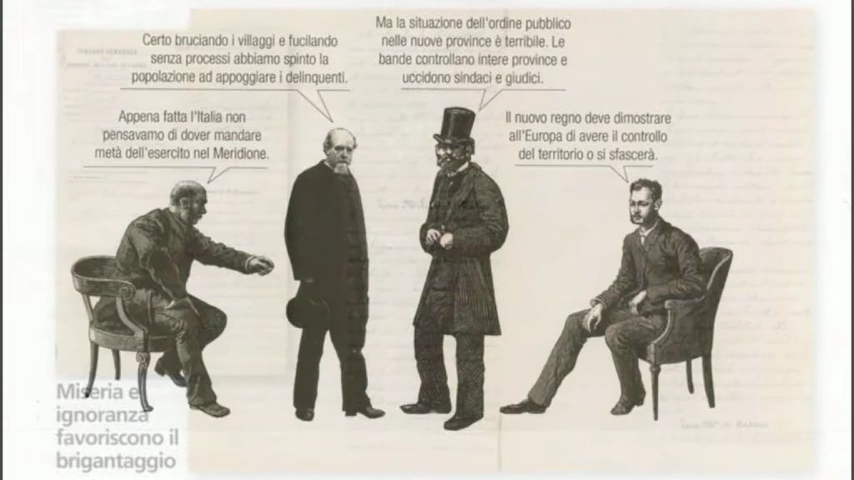 Ma la situazione dell'ordine pubblico
nelle nuove province è terribile. Le
bande controllano intere province e
uccidono sindaci e giudici.
Certo bruciando i villaggi e fucilando
senza processi abbiamo spinto la
popolazione ad appoggiare i delinquenti.
Appena fatta l'Italia non
pensavamo di dover mandare
metà dell'esercito nel Meridione.
Il nuovo regno deve dimostrare
all'Europa di avere il controllo
del territorio o si sfascerà.
Miseria e
ignoranza
favoriscono il
brigantaggio